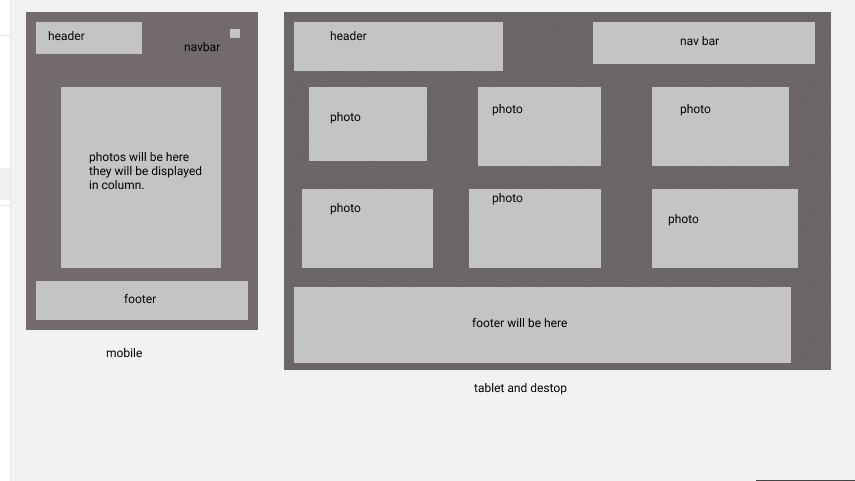 header
navbar
photos will be here
they will be displayed
in column.
footer
mobile
header
nav bar
photo
photo
photo
photo
photo
photo
footer will be here
tablet and destop